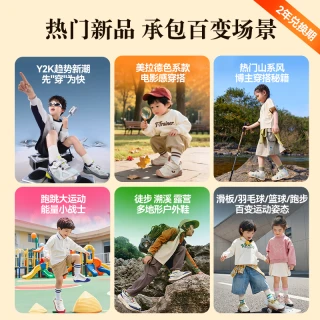 2年兑换期
热门新品 承包百变场景
Y2K趋势新潮
先"穿"为快
美拉德色系款
电影感穿搭
热门山系风
博主穿搭秘籍
Trainer
跑跳大运动
能量小战士
徒步 溯溪 露营
多地形户外鞋
滑板/羽毛球/篮球/跑步
百变运动姿态